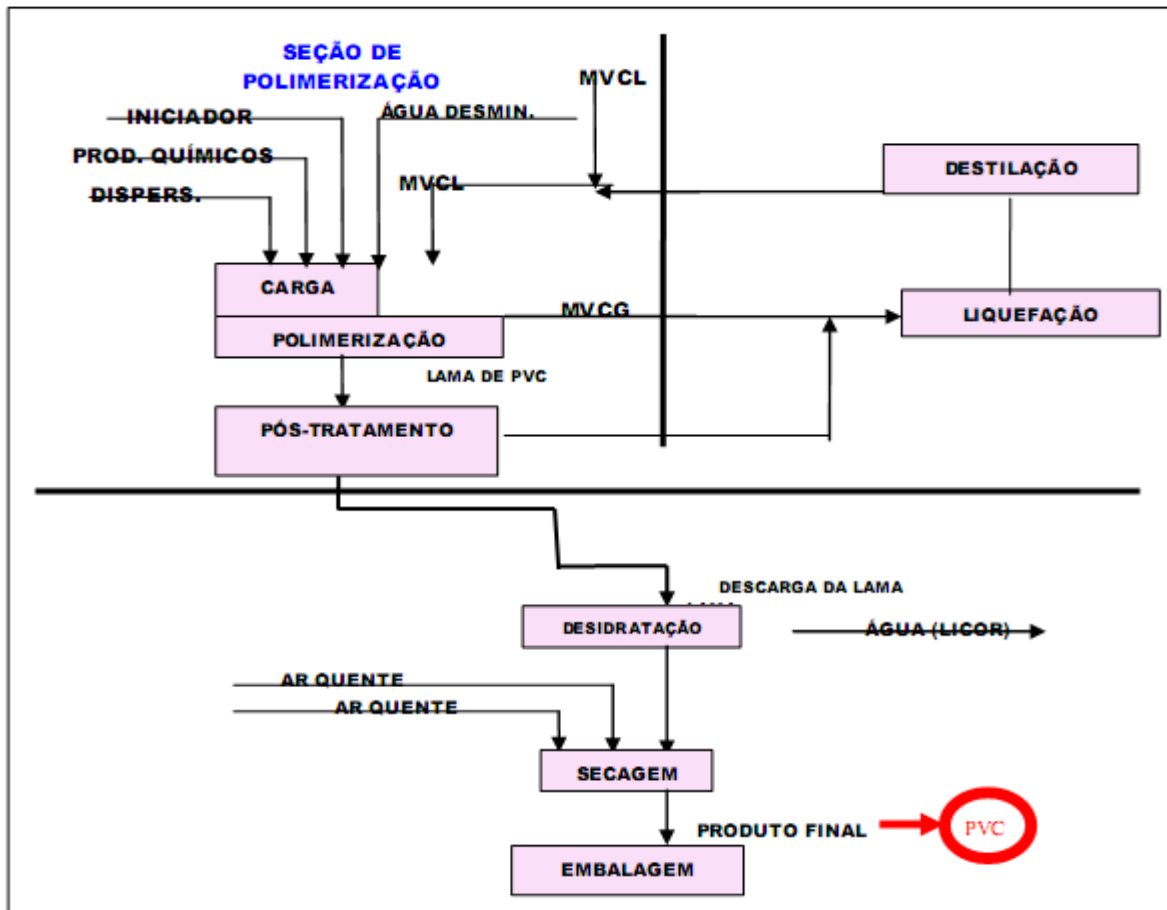 SEÇÃO DE
POLIMERIZAÇÃO
MVCL
INICIADOR
ÁGUA DESMIN.
PROD. QUÍMICOS
DESTILAÇÃO
MVCL
DISPERS.
CARGA
MVCG
LIQUEFAÇÃO
POLIMERIZAÇÃO
LAMA DE PVC
PÓS-TRATAMENTO
DESCARGA DA LAMA
DESIDRATAÇÃO
ÁGUA (LICOR)
AR QUENTE
AR QUENTE
SECAGEM
PRODUTO FINAL
PVC
EMBALAGEM